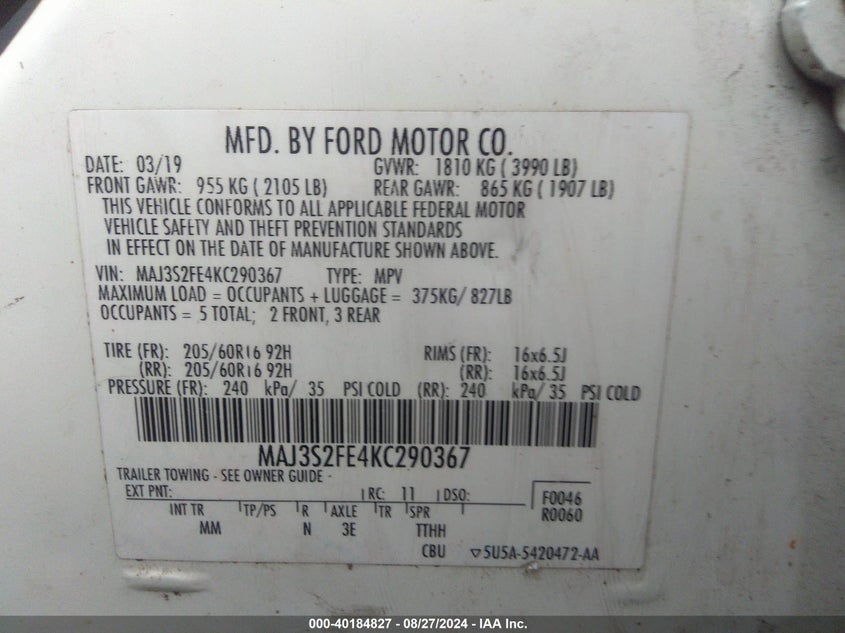 MFD. BY FORD MOTOR CO.
DATE: 03/19 GVWR: 1810 KG ( 3990 LB)
FRONT GAWR: 955 KG ( 2105 LB) REAR GAWR: 865 KG ( 1907 LB)
THIS VEHICLE CONFORMS TO ALL APPLICABLE FEDERAL MOTOR
VEHICLE SAFETY AND THEFT PREVENTION STANDARDS
IN EFFECT ON THE DATE OF MANUFACTURE SHOWN ABOVE.
VIN: MAJ3S2FE4KC290367 TYPE: MPV
MAXIMUM LOAD = OCCUPANTS + LUGGAGE = 375KG/ 827LB
OCCUPANTS = 5 TOTAL; 2 FRONT, 3 REAR
TIRE (FR): 205/60R16 92H RIMS (FR): 16x6.5J
(RR): 205/60R16 92H (RR): 16x6.5J
PRESSURE (FR): 240 kPa/ 35 PSI COLD (RR): 240 kPa/ 35 PSI COLD
MAJ3S2FE4KC290367
TRAILER TOWING - SEE OWNER GUIDE -
EXT PNT: RC: 11 DSO: F0046
INT TR TP/PS R AXLE TR SPR R0060
MM N 3E TTHH
CBU ▽5U5A-5420472-AA
000-40184827 - 08/27/2024 - IAA Inc.